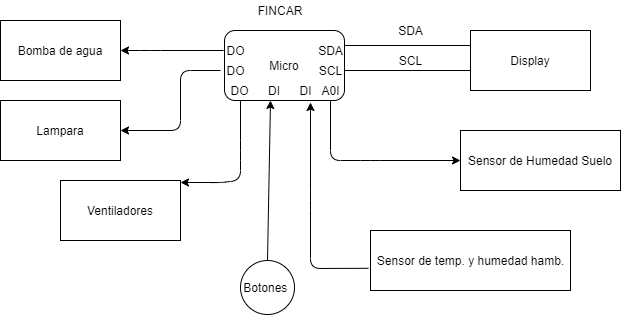 FINCAR
SDA
Bomba de agua
DO
SDA
Display
SCL
DO
Micro
SCL
DO
DI
DI
A0I
Lampara
Sensor de Humedad Suelo
Ventiladores
Sensor de temp. y humedad hamb.
Botones